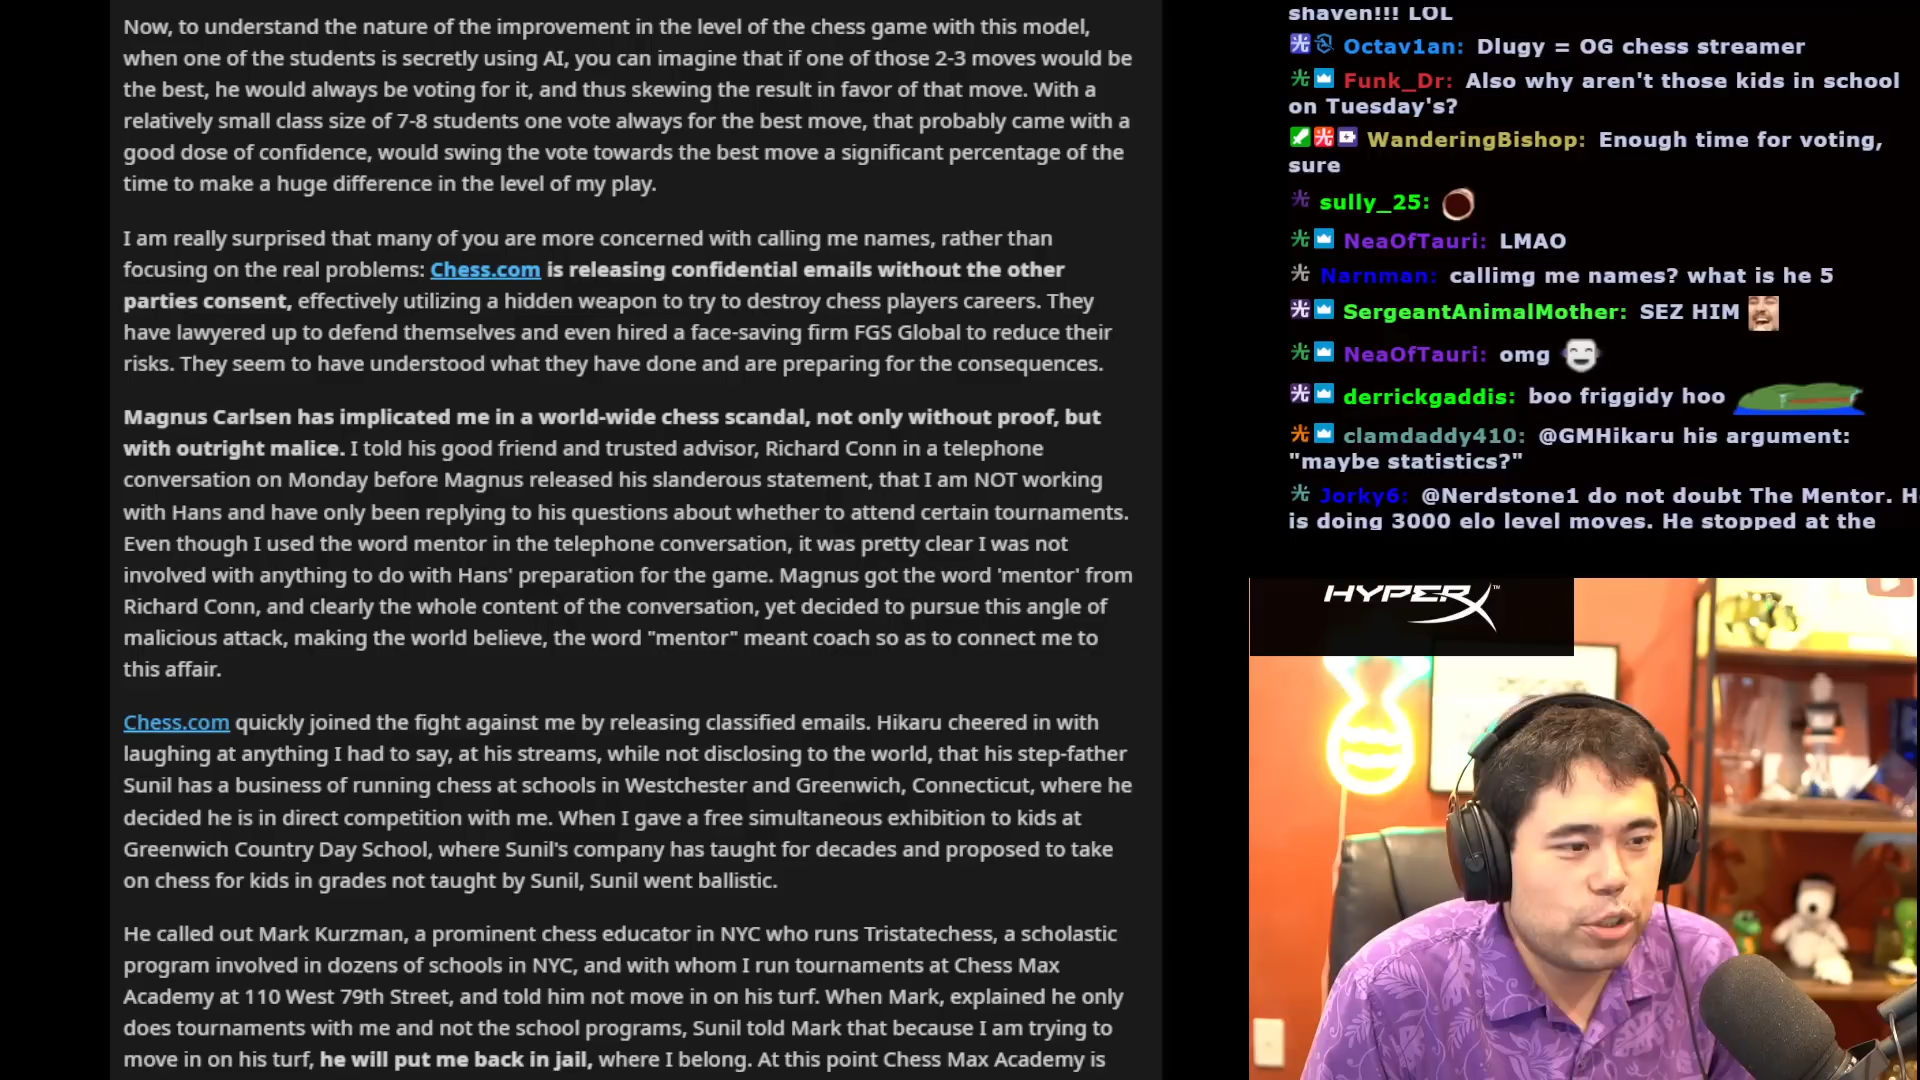 Now, to understand the nature of the improvement in the level of the chess game with this model,
when one of the students is secretly using AI, you can imagine that if one of those 2-3 moves would be
the best, he would always be voting for it, and thus skewing the result in favor of that move. With a
relatively small class size of 7-8 students one vote always for the best move, that probably came with a
good dose of confidence, would swing the vote towards the best move a significant percentage of the
time to make a huge difference in the level of my play.
I am really surprised that many of you are more concerned with calling me names, rather than
focusing on the real problems: Chess.com is releasing confidential emails without the other
parties consent, effectively utilizing a hidden weapon to try to destroy chess players careers. They
have lawyered up to defend themselves and even hired a face-saving firm FGS Global to reduce their
risks. They seem to have understood what they have done and are preparing for the consequences.
Magnus Carlsen has implicated me in a world-wide chess scandal, not only without proof, but
with outright malice. I told his good friend and trusted advisor, Richard Conn in a telephone
conversation on Monday before Magnus released his slanderous statement, that I am NOT working
with Hans and have only been replying to his questions about whether to attend certain tournaments.
Even though I used the word mentor in the telephone conversation, it was pretty clear I was not
involved with anything to do with Hans' preparation for the game. Magnus got the word 'mentor' from
Richard Conn, and clearly the whole content of the conversation, yet decided to pursue this angle of
malicious attack, making the world believe, the word "mentor" meant coach so as to connect me to
this affair.
Chess.com quickly joined the fight against me by releasing classified emails. Hikaru cheered in with
laughing at anything I had to say, at his streams, while not disclosing to the world, that his step-father
Sunil has a business of running chess at schools in Westchester and Greenwich, Connecticut, where he
decided he is in direct competition with me. When I gave a free simultaneous exhibition to kids at
Greenwich Country Day School, where Sunil's company has taught for decades and proposed to take
on chess for kids in grades not taught by Sunil, Sunil went ballistic.
He called out Mark Kurzman, a prominent chess educator in NYC who runs Tristatechess, a scholastic
program involved in dozens of schools in NYC, and with whom I run tournaments at Chess Max
Academy at 110 West 79th Street, and told him not move in on his turf. When Mark, explained he only
does tournaments with me and not the school programs, Sunil told Mark that because I am trying to
move in on his turf, he will put me back in jail, where I belong. At this point Chess Max Academy is
shaven!!! LOL
光 Octav1an: Dlugy = OG chess streamer
光 Funk_Dr: Also why aren't those kids in school
on Tuesday's?
光 WanderingBishop: Enough time for voting,
sure
光 sully_25:
光 NeaOfTauri: LMAO
光 Narnman: callimg me names? what is he 5
光 SergeantAnimalMother: SEZ HIM
光 NeaOfTauri: omg
光 derrickgaddis: boo friggidy hoo
光 clamdaddy410: @GMHikaru his argument:
"maybe statistics?"
光 Jorky6: @Nerdstone1 do not doubt The Mentor. H
is doing 3000 elo level moves. He stopped at the
HYPERX™